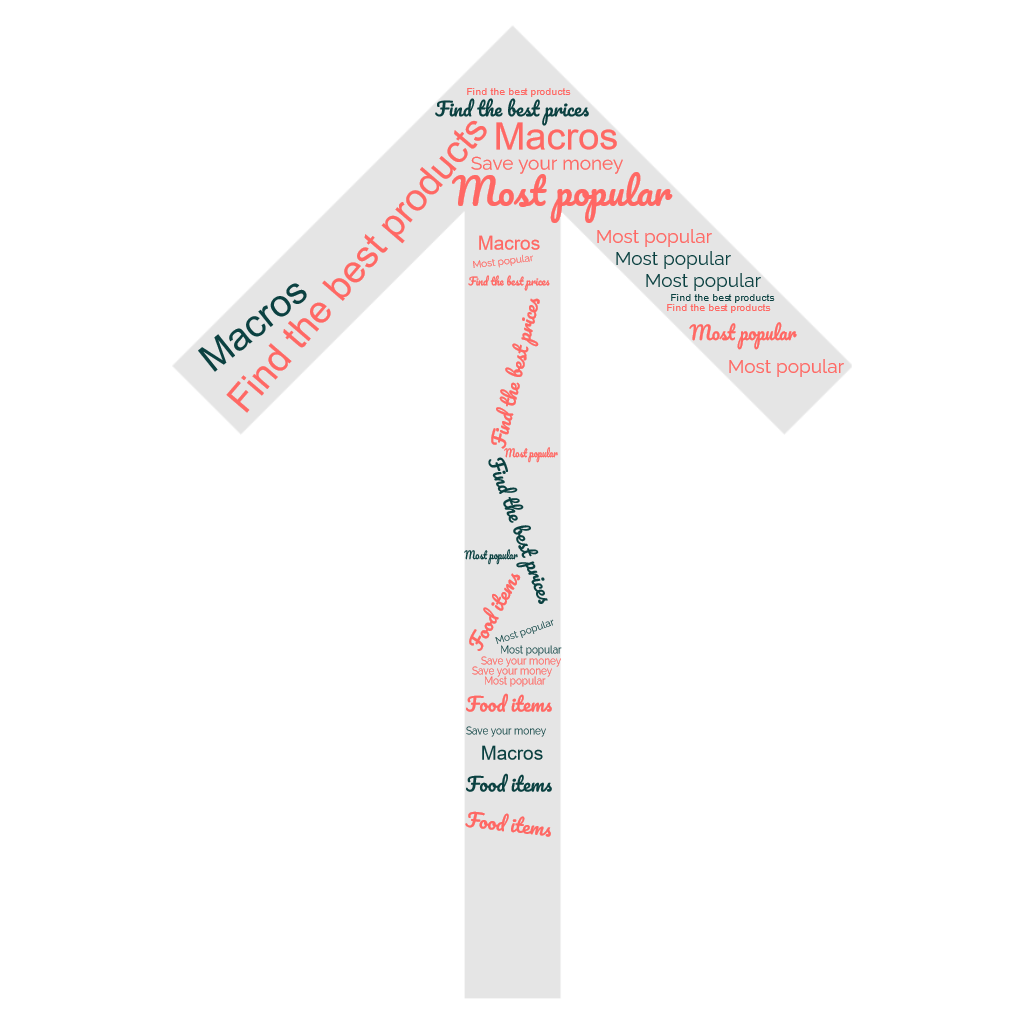 Find the best products
Find the best prices
Macros
Save your money
Most popular
Find the best products
Macros
Most popular
Most popular
Most popular
Find the best products
Find the best products
Most popular
Most popular
Macros
Most popular
Find the best prices
Find the best prices
Most popular
Find the best prices
Most popular
Food items
Most popular
Most popular
Save your money
Save your money
Most popular
Food items
Save your money
Macros
Food items
Food items